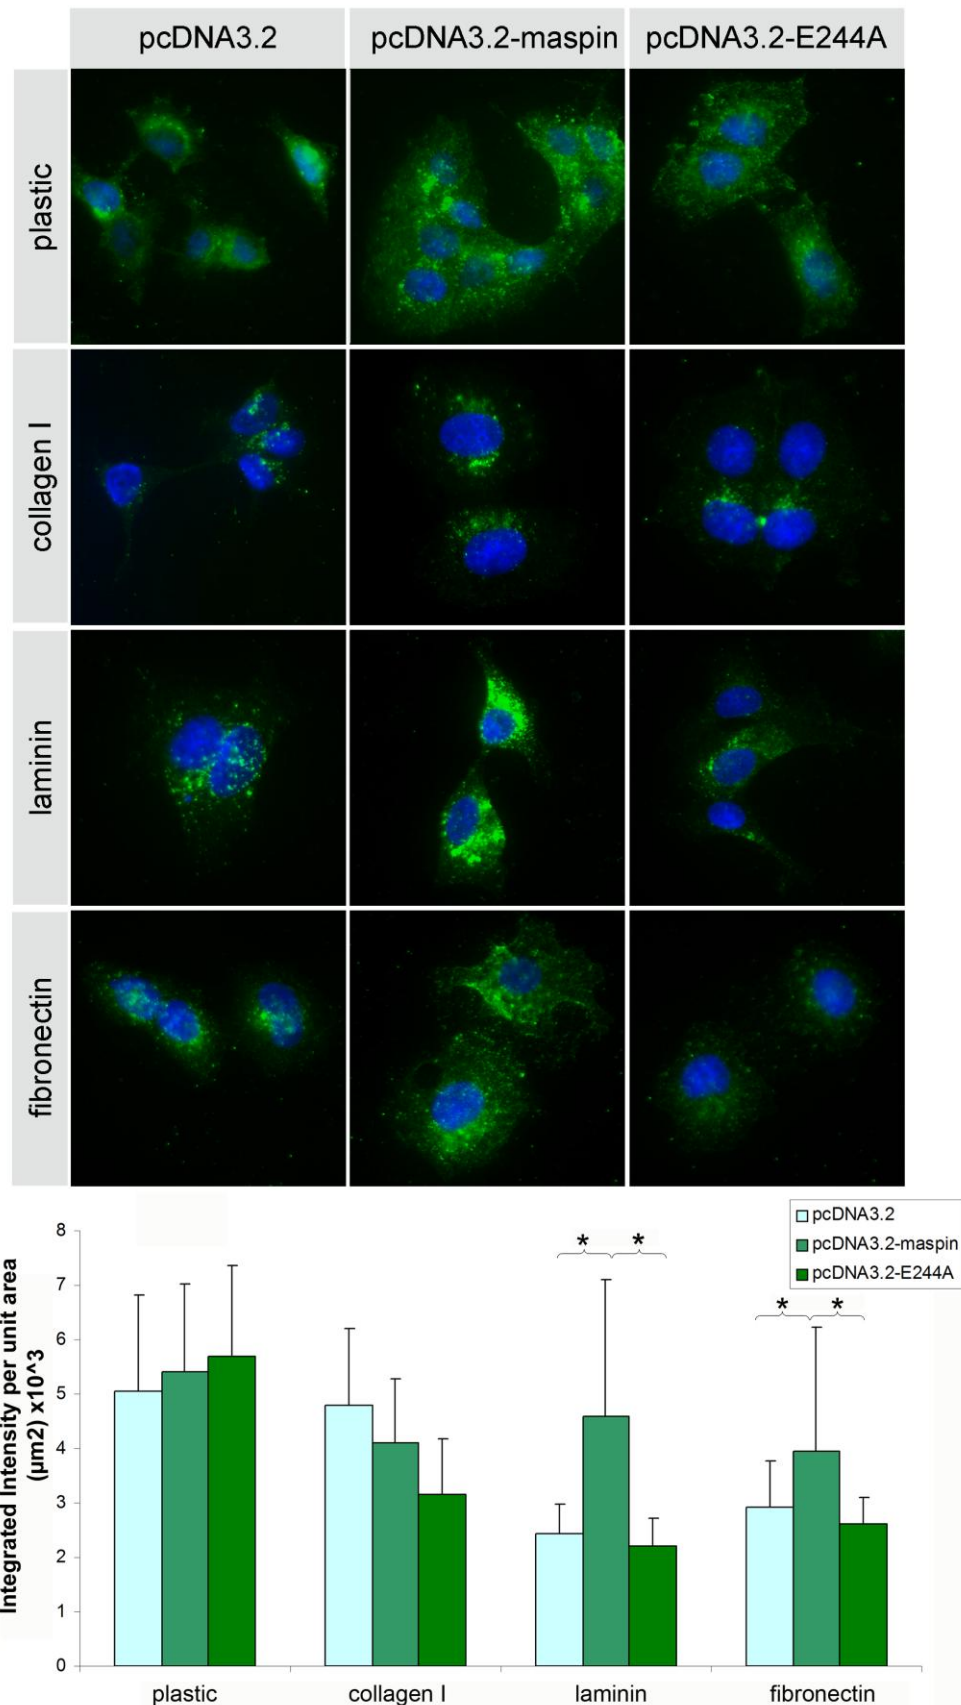 pcDNA3.2 pcDNA3.2-maspin pcDNA3.2-E244A
plastic
collagen I
laminin
fibronectin
pcDNA3.2
pcDNA3.2-maspin
pcDNA3.2-E244A
* *
* *
Integrated Intensity per unit area
(µm2) x10^3
8
7
6
5
4
3
2
1
0
plastic collagen I laminin fibronectin